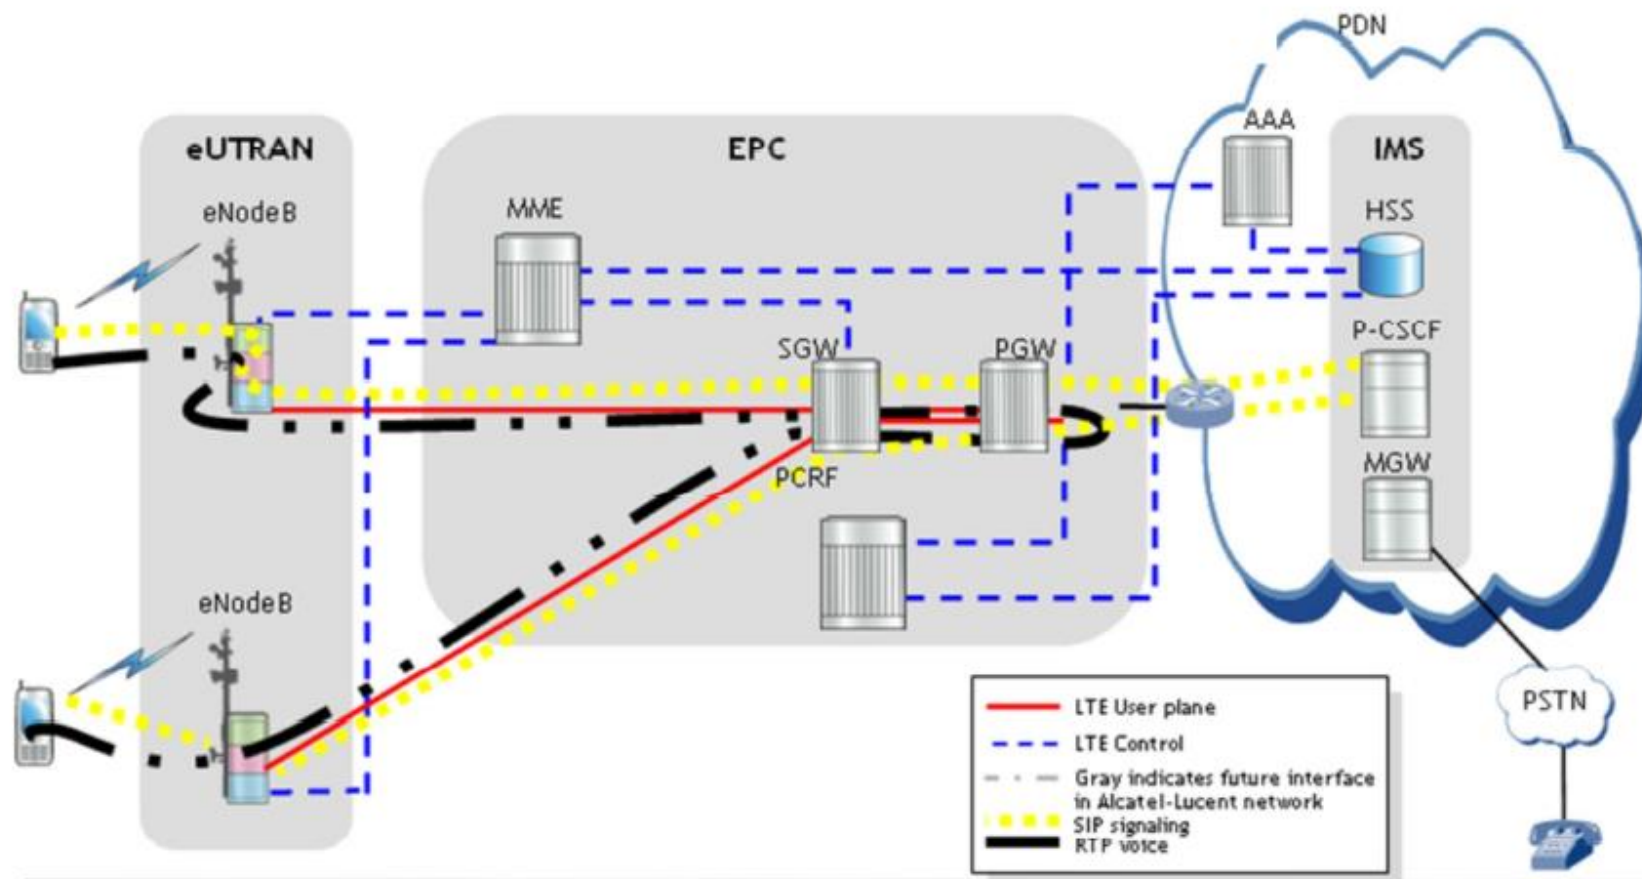 PDN
AAA
eUTRAN
EPC
IMS
eNodeB
MME
HSS
P-CSCF
SGW
PGW
PCRF
MGW
eNodeB
PSTN
LTE User plane
LTE Control
Gray indicates future interface
in Alcatel-Lucent network
SIP signaling
RTP voice